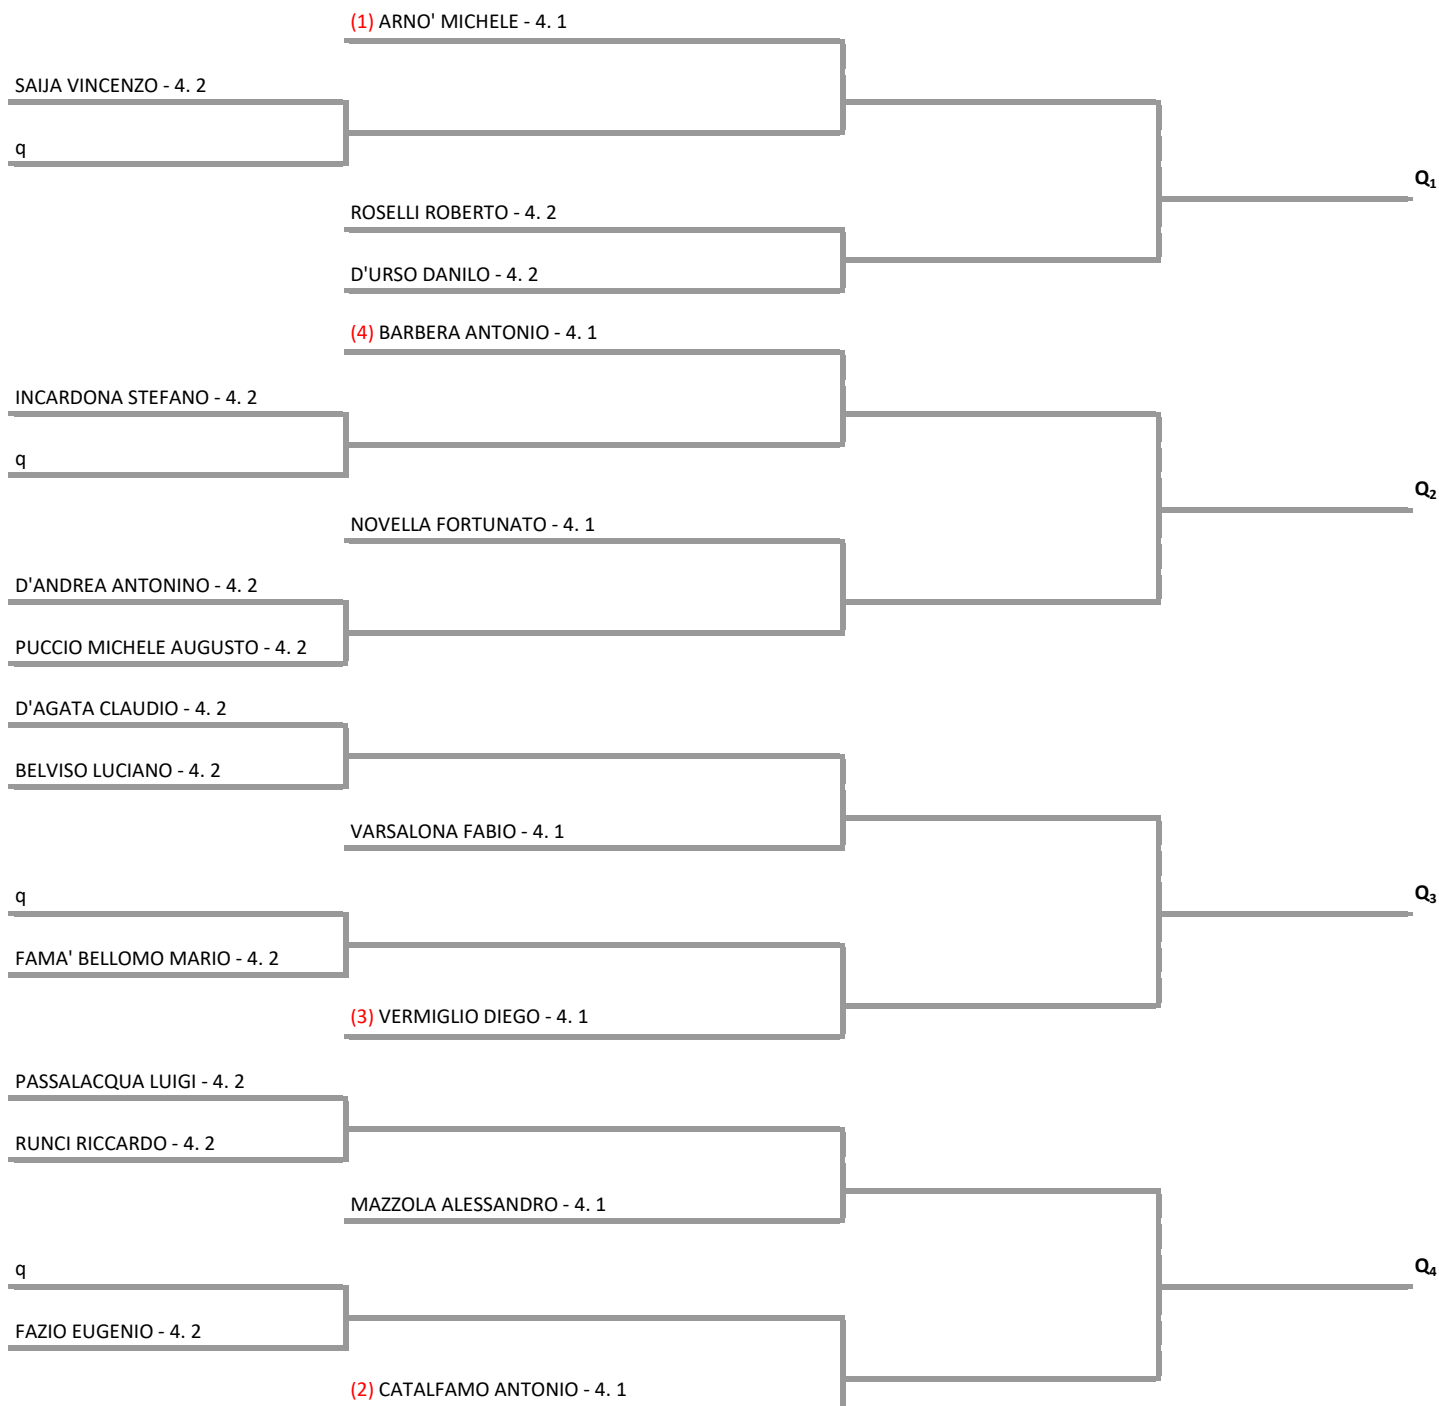 (1) ARNO' MICHELE - 4. 1
SAIJA VINCENZO - 4. 2
q
Q₁
ROSELLI ROBERTO - 4. 2
D'URSO DANILO - 4. 2
(4) BARBERA ANTONIO - 4. 1
INCARDONA STEFANO - 4. 2
q
Q₂
NOVELLA FORTUNATO - 4. 1
D'ANDREA ANTONINO - 4. 2
PUCCIO MICHELE AUGUSTO - 4. 2
D'AGATA CLAUDIO - 4. 2
BELVISO LUCIANO - 4. 2
VARSALONA FABIO - 4. 1
q
Q₃
FAMA' BELLOMO MARIO - 4. 2
(3) VERMIGLIO DIEGO - 4. 1
PASSALACQUA LUIGI - 4. 2
RUNCI RICCARDO - 4. 2
MAZZOLA ALESSANDRO - 4. 1
q
Q₄
FAZIO EUGENIO - 4. 2
(2) CATALFAMO ANTONIO - 4. 1